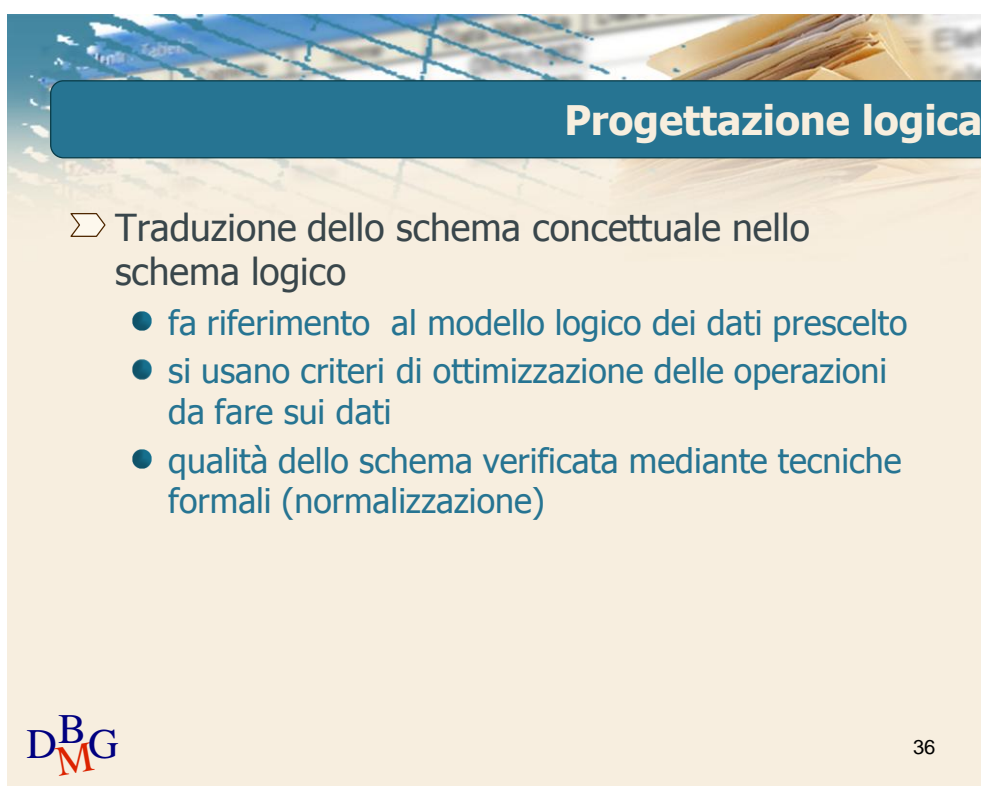 Progettazione logica
Traduzione dello schema concettuale nello
schema logico
fa riferimento al modello logico dei dati prescelto
si usano criteri di ottimizzazione delle operazioni
da fare sui dati
qualità dello schema verificata mediante tecniche
formali (normalizzazione)
DBMG
36